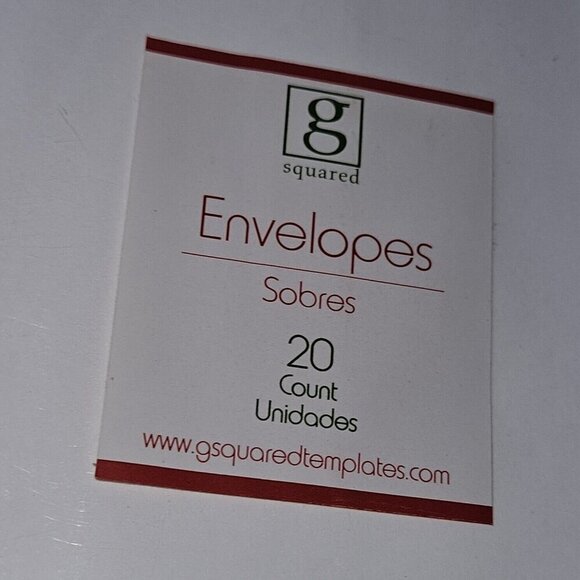 g
squared
Envelopes
Sobres
20
Count
Unidades
www.gsquaredtemplates.com